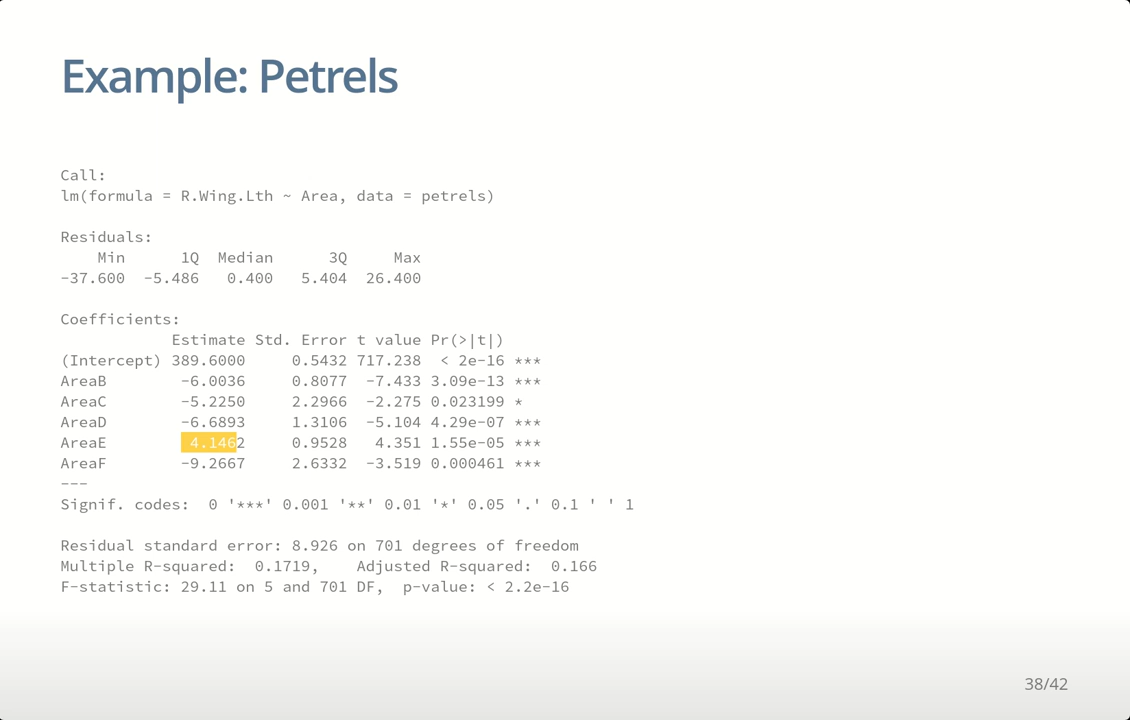 Example: Petrels
Call:
lm(formula = R.Wing.Lth ~ Area, data = petrels)
Residuals:
    Min      1Q  Median      3Q     Max
-37.600  -5.486   0.400   5.404  26.400
Coefficients:
            Estimate Std. Error t value Pr(>|t|)
(Intercept) 389.6000     0.5432 717.238  < 2e-16 ***
AreaB        -6.0036     0.8077  -7.433 3.09e-13 ***
AreaC        -5.2250     2.2966  -2.275 0.023199 *
AreaD        -6.6893     1.3106  -5.104 4.29e-07 ***
AreaE         4.1462     0.9528   4.351 1.55e-05 ***
AreaF        -9.2667     2.6332  -3.519 0.000461 ***
---
Signif. codes:  0 '***' 0.001 '**' 0.01 '*' 0.05 '.' 0.1 ' ' 1
Residual standard error: 8.926 on 701 degrees of freedom
Multiple R-squared:  0.1719,    Adjusted R-squared:  0.166
F-statistic: 29.11 on 5 and 701 DF,  p-value: < 2.2e-16
38/42